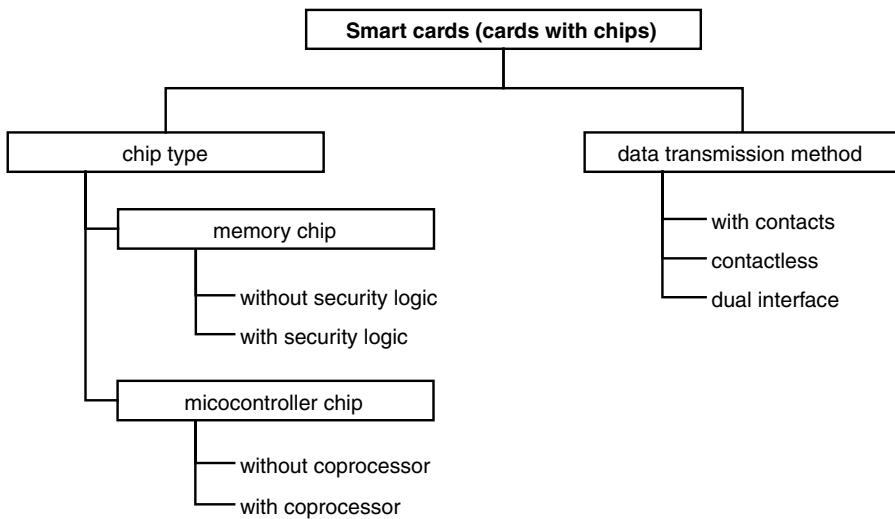 Smart cards (cards with chips)
chip type
data transmission method
memory chip
without security logic
with security logic
micocontroller chip
without coprocessor
with coprocessor
with contacts
contactless
dual interface